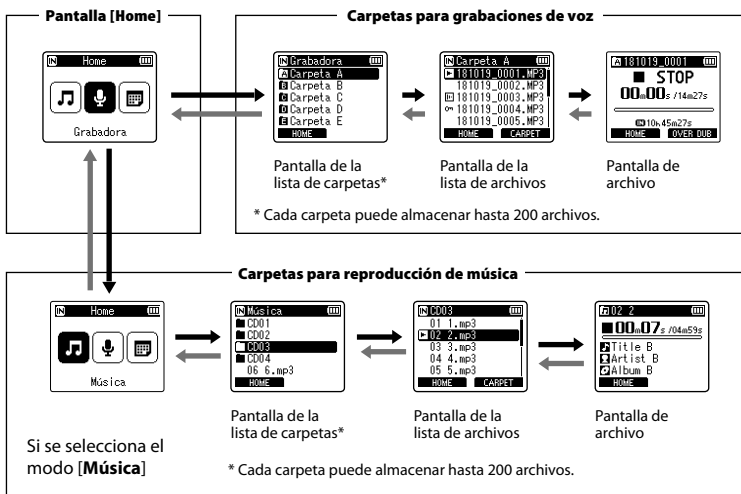 Pantalla [Home]
Home
Grabadora
Carpetas para grabaciones de voz
Grabadora
Carpeta A
Carpeta B
Carpeta C
Carpeta D
Carpeta E
HOME
Pantalla de la
lista de carpetas*
Carpeta A
181019_0001.MP3
181019_0002.MP3
181019_0003.MP3
181019_0004.MP3
181019_0005.MP3
HOME CARPET
Pantalla de la
lista de archivos
181019_0001
STOP
00m00s /14m27s
10h45m27s
HOME OVER DUB
Pantalla de
archivo
* Cada carpeta puede almacenar hasta 200 archivos.
Carpetas para reproducción de música
Home
Música
Si se selecciona el
modo [Música]
Música
CD01
CD02
CD03
CD04
06 6.mp3
HOME
Pantalla de la
lista de carpetas*
CD03
01 1.mp3
02 2.mp3
03 3.mp3
04 4.mp3
05 5.mp3
HOME CARPET
Pantalla de la
lista de archivos
02 2
00m07s /04m59s
Title B
Artist B
Album B
HOME
Pantalla de
archivo
* Cada carpeta puede almacenar hasta 200 archivos.